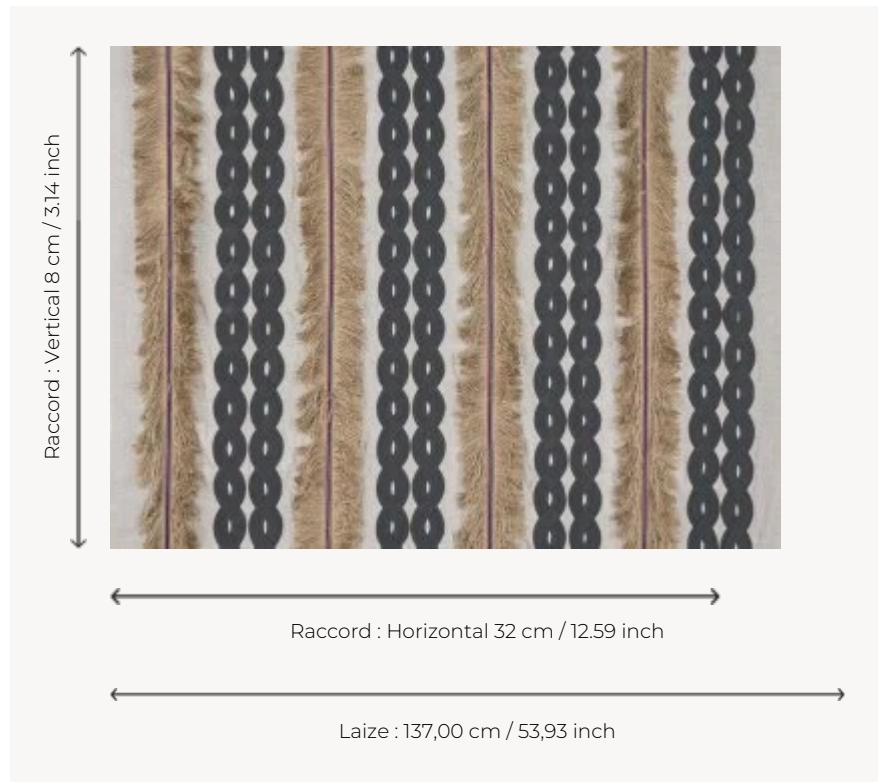 Raccord : Vertical 8 cm / 3.14 inch
Raccord : Horizontal 32 cm / 12.59 inch
Laize : 137,00 cm / 53,93 inch